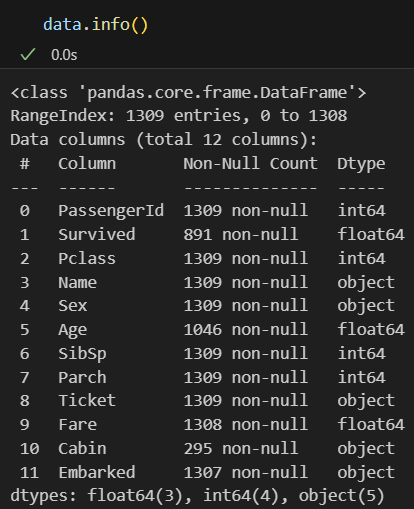 data.info()
0.0s
<class 'pandas.core.frame.DataFrame'>
RangeIndex: 1309 entries, 0 to 1308
Data columns (total 12 columns):
 #   Column       Non-Null Count  Dtype
---  ------       --------------  -----
 0   PassengerId  1309 non-null   int64
 1   Survived     891 non-null    float64
 2   Pclass       1309 non-null   int64
 3   Name         1309 non-null   object
 4   Sex          1309 non-null   object
 5   Age          1046 non-null   float64
 6   SibSp        1309 non-null   int64
 7   Parch        1309 non-null   int64
 8   Ticket       1309 non-null   object
 9   Fare         1308 non-null   float64
 10  Cabin        295 non-null    object
 11  Embarked     1307 non-null   object
dtypes: float64(3), int64(4), object(5)